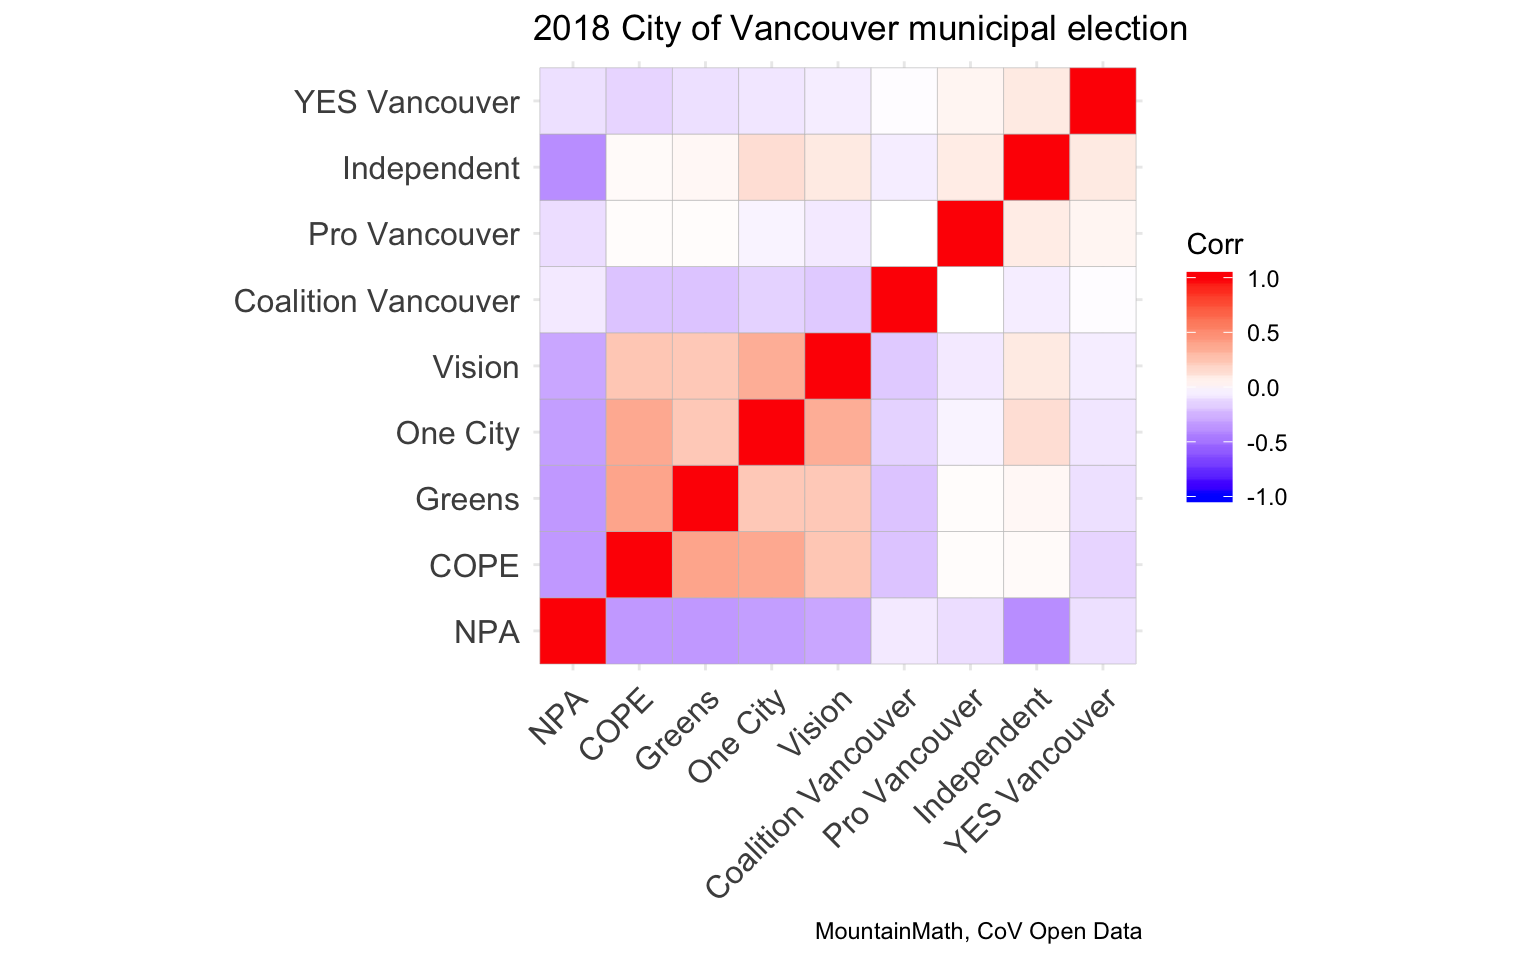 2018 City of Vancouver municipal election
YES Vancouver
Independent
Pro Vancouver
Coalition Vancouver
Vision
One City
Greens
COPE
NPA
NPA
COPE
Greens
One City
Vision
Coalition Vancouver
Pro Vancouver
Independent
YES Vancouver
Corr
1.0
0.5
0.0
-0.5
-1.0
MountainMath, CoV Open Data